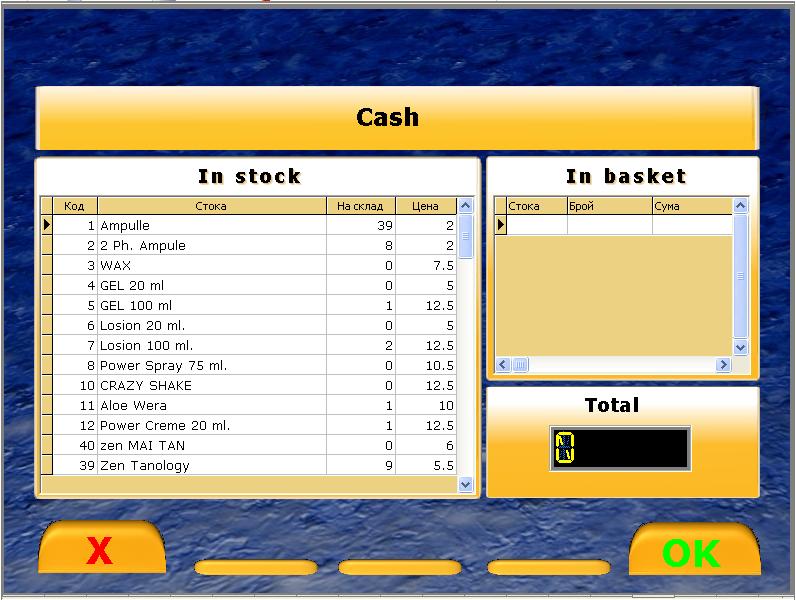 Cash
In stock
Код Стока На склад Цена
1 Ampulle 39 2
2 2 Ph. Ampule 8 2
3 WAX 0 7.5
4 GEL 20 ml 0 5
5 GEL 100 ml 1 12.5
6 Losion 20 ml. 0 5
7 Losion 100 ml. 2 12.5
8 Power Spray 75 ml. 0 10.5
10 CRAZY SHAKE 0 12.5
11 Aloe Wera 1 10
12 Power Creme 20 ml. 1 12.5
40 zen MAI TAN 0 6
39 Zen Tanology 9 5.5
In basket
Стока Брой Сума
Total
0
X
OK